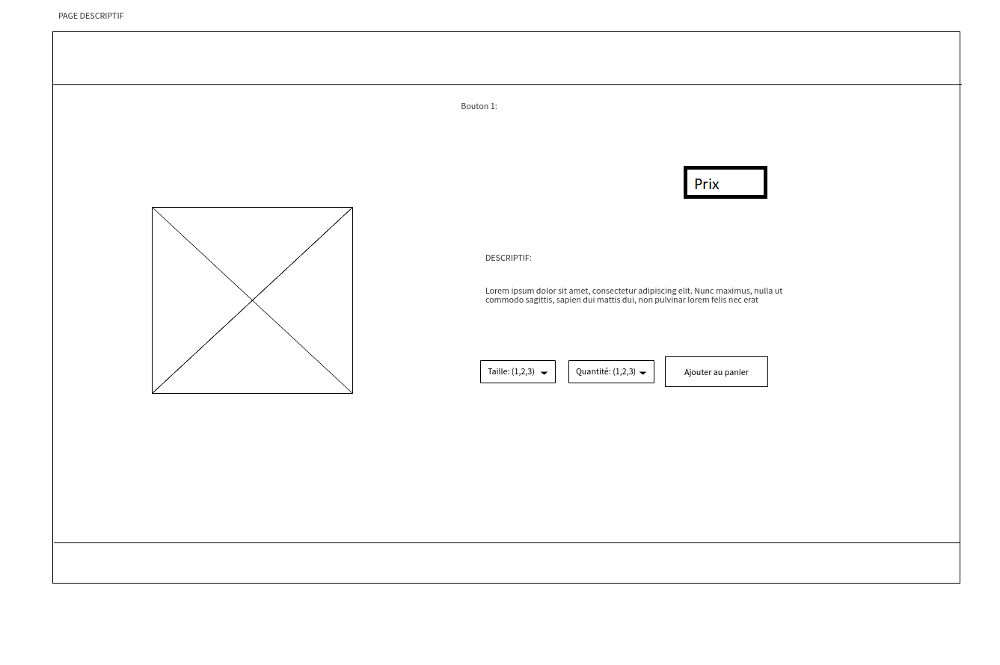 PAGE DESCRIPTIF
Bouton 1:
Prix
DESCRIPTIF:
Lorem ipsum dolor sit amet, consectetur adipiscing elit. Nunc maximus, nulla ut
commodo sagittis, sapien dui mattis dui, non pulvinar lorem felis nec erat
Taille: (1,2,3)
Quantité: (1,2,3)
Ajouter au panier